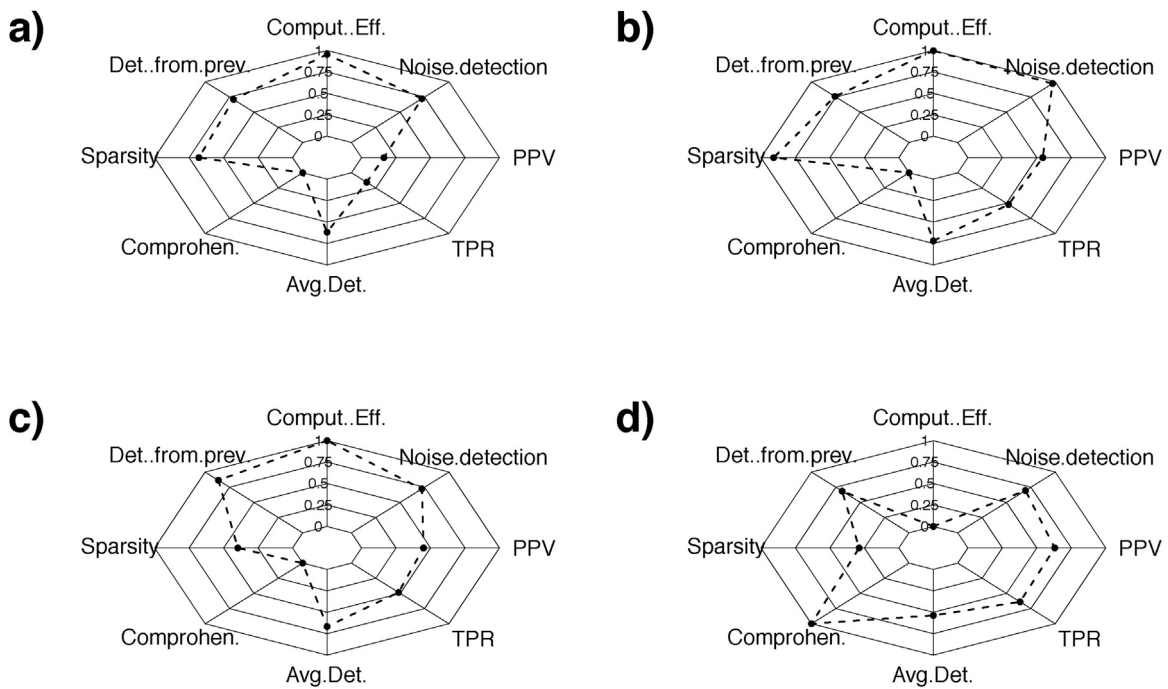 a)
Comput..Eff.
Det..from.prev.
Noise.detection
1
0.75
0.5
0.25
0
Sparsity
PPV
Comprohen.
TPR
Avg.Det.
b)
Comput..Eff.
Det..from.prev.
Noise.detection
1
0.75
0.5
0.25
0
Sparsity
PPV
Comprohen.
TPR
Avg.Det.
c)
Comput..Eff.
Det..from.prev.
Noise.detection
1
0.75
0.5
0.25
0
Sparsity
PPV
Comprohen.
TPR
Avg.Det.
d)
Comput..Eff.
Det..from.prev.
Noise.detection
1
0.75
0.5
0.25
0
Sparsity
PPV
Comprohen.
TPR
Avg.Det.